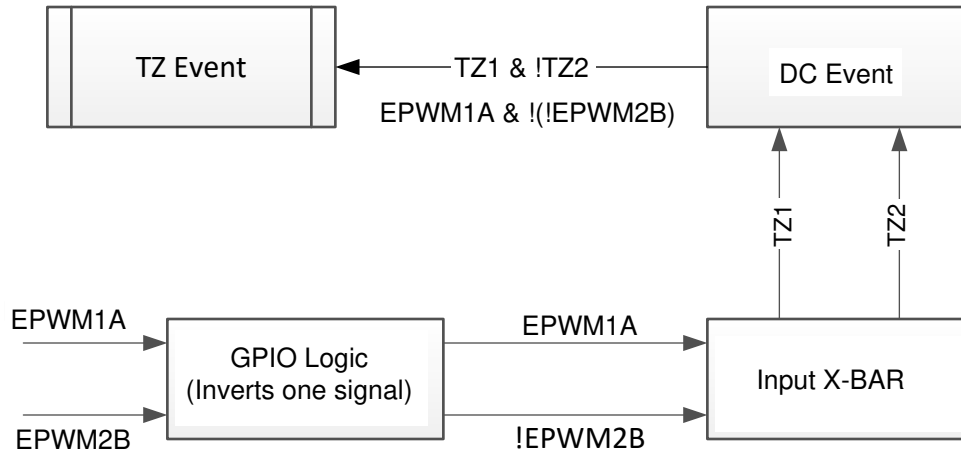 TZ Event
TZ1 & !TZ2
EPWM1A & !(!EPWM2B)
DC Event
TZ1
TZ2
EPWM1A
EPWM2B
GPIO Logic
(Inverts one signal)
EPWM1A
!EPWM2B
Input X-BAR